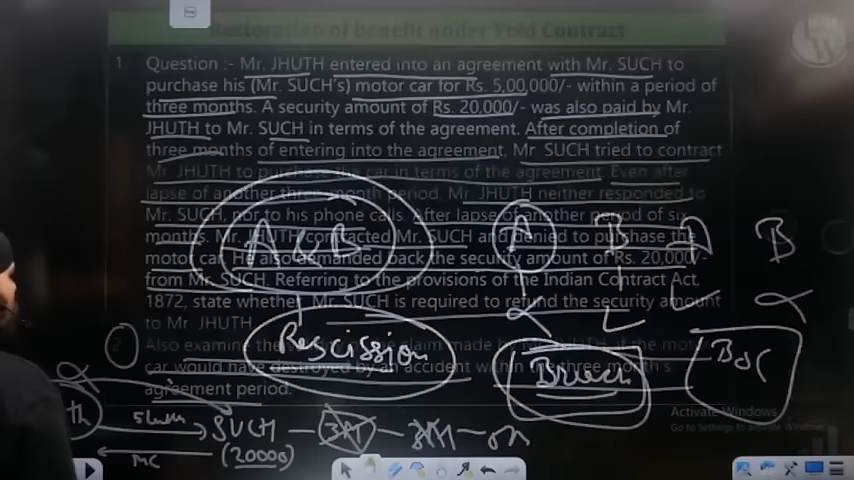 Restoration of benefit under Void Contract
1. Question :- Mr. JHUTH entered into an agreement with Mr. SUCH to
purchase his (Mr. SUCH's) motor car for Rs. 5,00,000/- within a period of
three months. A security amount of Rs. 20,000/- was also paid by Mr.
JHUTH to Mr. SUCH in terms of the agreement. After completion of
three months of entering into the agreement, Mr. SUCH tried to contract
Mr. JHUTH to purchase the car in terms of the agreement. Even after
lapse of another three month period, Mr. JHUTH neither responded to
Mr. SUCH, nor to his phone calls. After lapse of another period of six
months. Mr. JHUTH contracted Mr. SUCH and denied to purchase the
motor car. He also demanded back the security amount of Rs. 20,000/-
from Mr. SUCH. Referring to the provisions of the Indian Contract Act,
1872, state whether Mr. SUCH is required to refund the security amount
to Mr JHUTH.
2. Also examine the claim made by if the motor
car would have destroyed by an accident within the three month's
agreement period.
A & B
Rescission
A B
Breach
A B
BOC
SUCH
(20000)
MC
Activate Windows
Go to Settings to activate Windows.